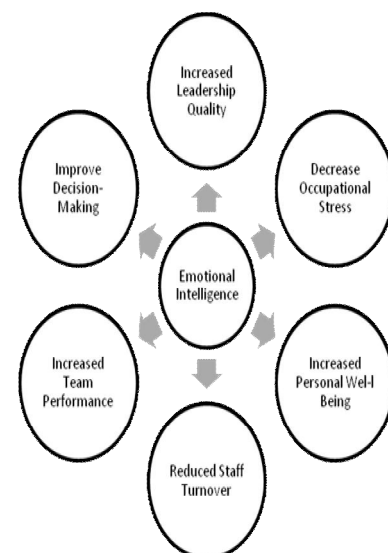 Increased
Leadership
Quality
Improve
Decision-
Making
Decrease
Occupational
Stress
Emotional
Intelligence
Increased
Team
Performance
Increased
Personal Wel-l
Being
Reduced Staff
Turnover